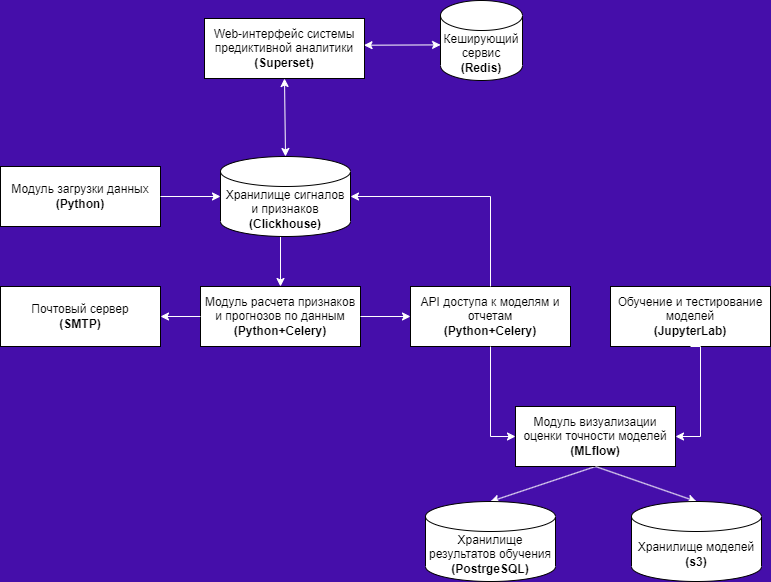 Web-интерфейс системы
предиктивной аналитики
(Superset)
Кеширующий
сервис
(Redis)
Модуль загрузки данных
(Python)
Хранилище сигналов
и признаков
(Clickhouse)
Почтовый сервер
(SMTP)
Модуль расчета признаков
и прогнозов по данным
(Python+Celery)
API доступа к моделям и
отчетам
(Python+Celery)
Обучение и тестирование
моделей
(JupyterLab)
Модуль визуализации
оценки точности моделей
(MLflow)
Хранилище
результатов обучения
(PostrgeSQL)
Хранилище моделей
(s3)